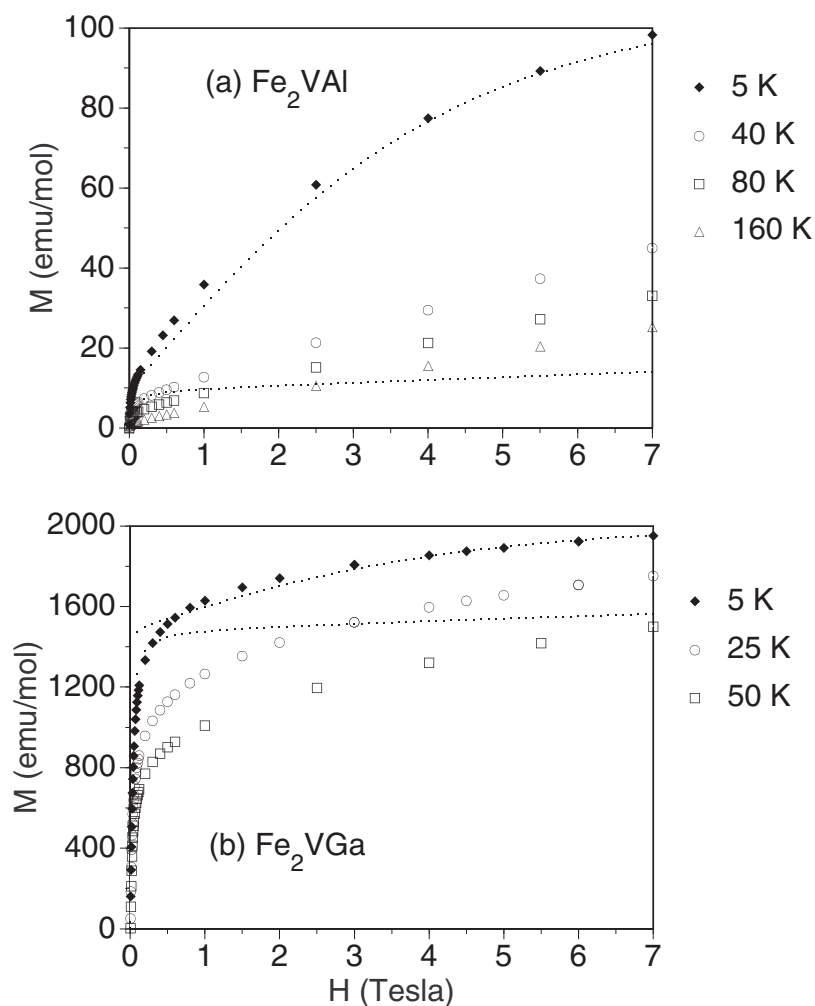 100
80
60
40
20
0
M (emu/mol)
(a) Fe2VAl
0 1 2 3 4 5 6 7
5 K
40 K
80 K
160 K
2000
1600
1200
800
400
0
M (emu/mol)
(b) Fe2VGa
0 1 2 3 4 5 6 7
H (Tesla)
5 K
25 K
50 K